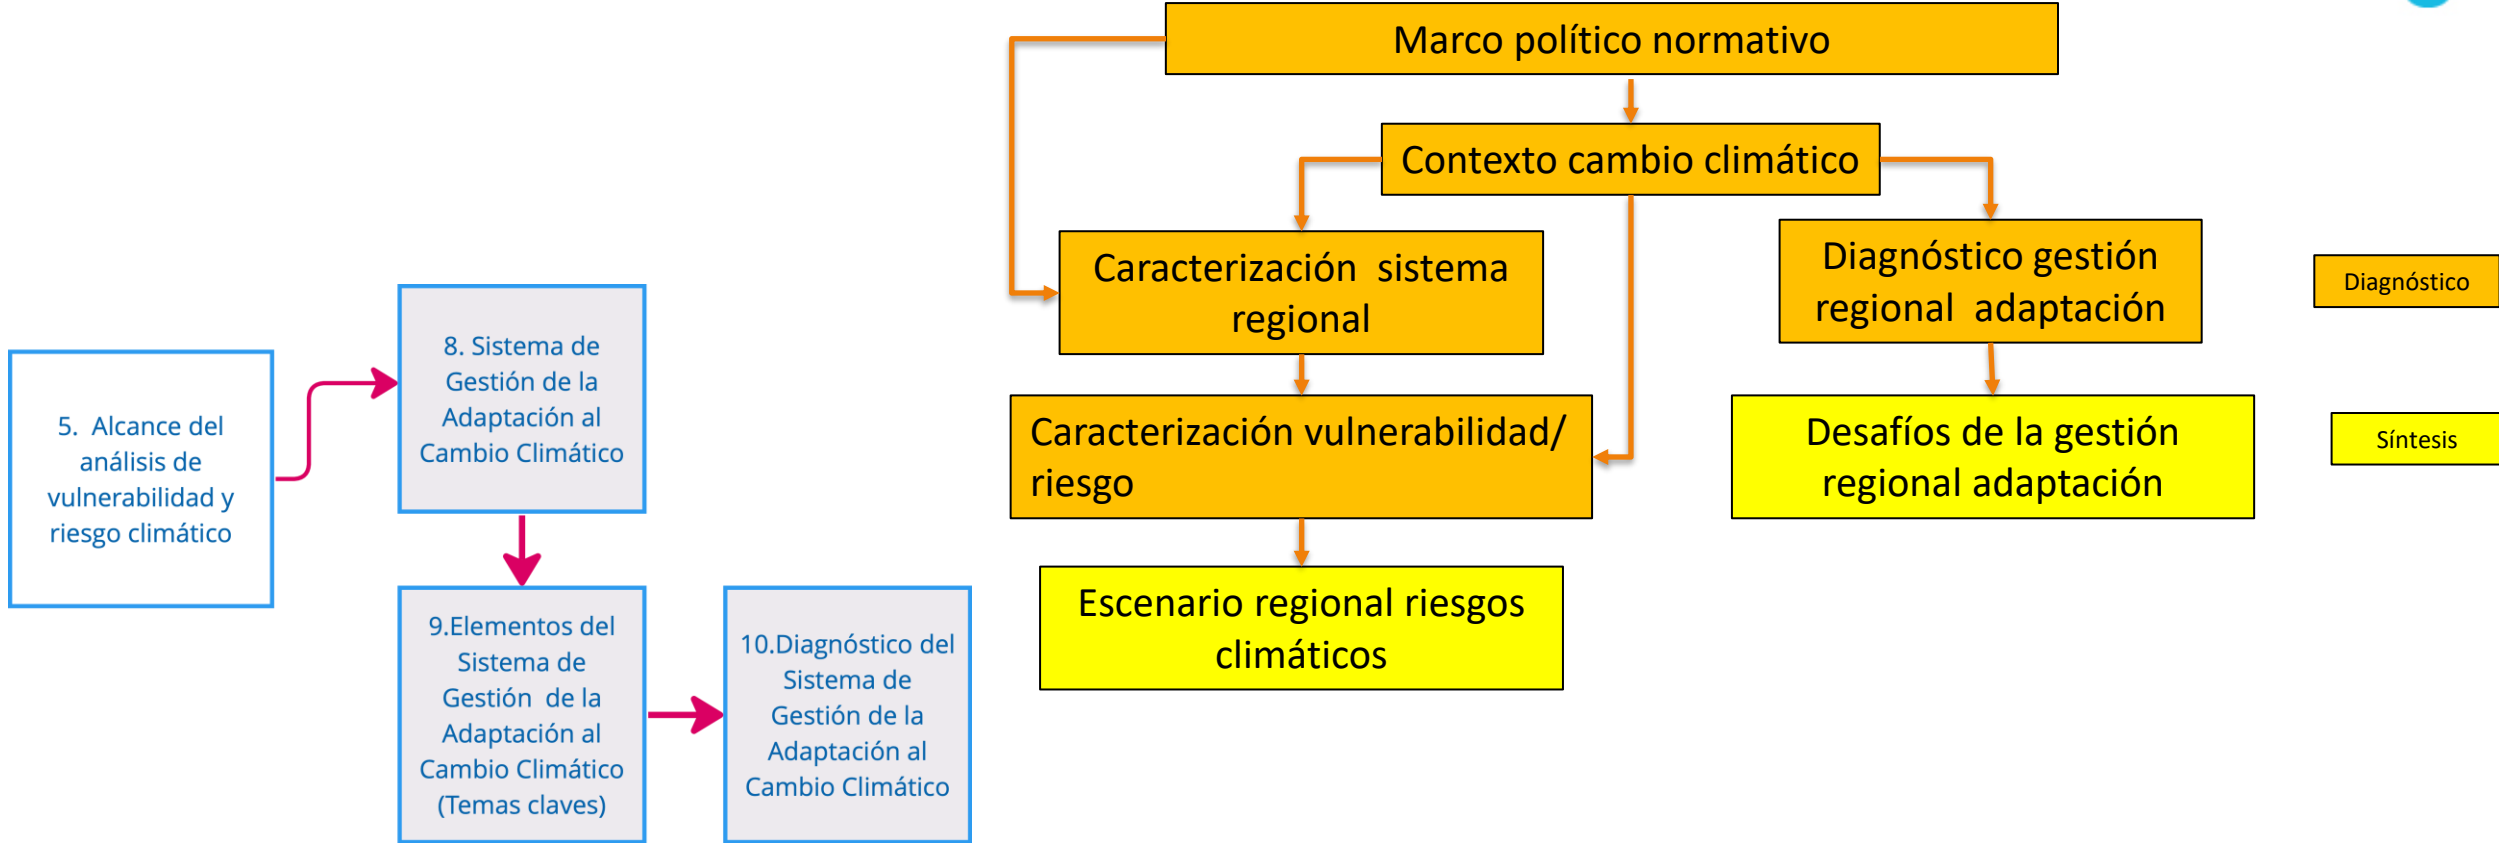 5. Alcance del
análisis de
vulnerabilidad y
riesgo climático
8. Sistema de
Gestión de la
Adaptación al
Cambio Climático
9.Elementos del
Sistema de
Gestión de la
Adaptación al
Cambio Climático
(Temas claves)
10.Diagnóstico del
Sistema de
Gestión de la
Adaptación al
Cambio Climático
Marco político normativo
Contexto cambio climático
Caracterización sistema
regional
Diagnóstico gestión
regional adaptación
Caracterización vulnerabilidad/
riesgo
Desafíos de la gestión
regional adaptación
Escenario regional riesgos
climáticos
Diagnóstico
Síntesis